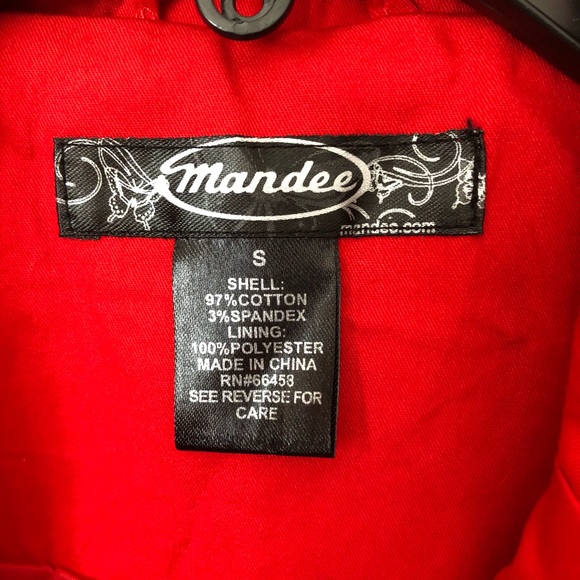 mandee
mandee.com
S
SHELL:
97%COTTON
3%SPANDEX
LINING:
100%POLYESTER
MADE IN CHINA
RN#66458
SEE REVERSE FOR
CARE